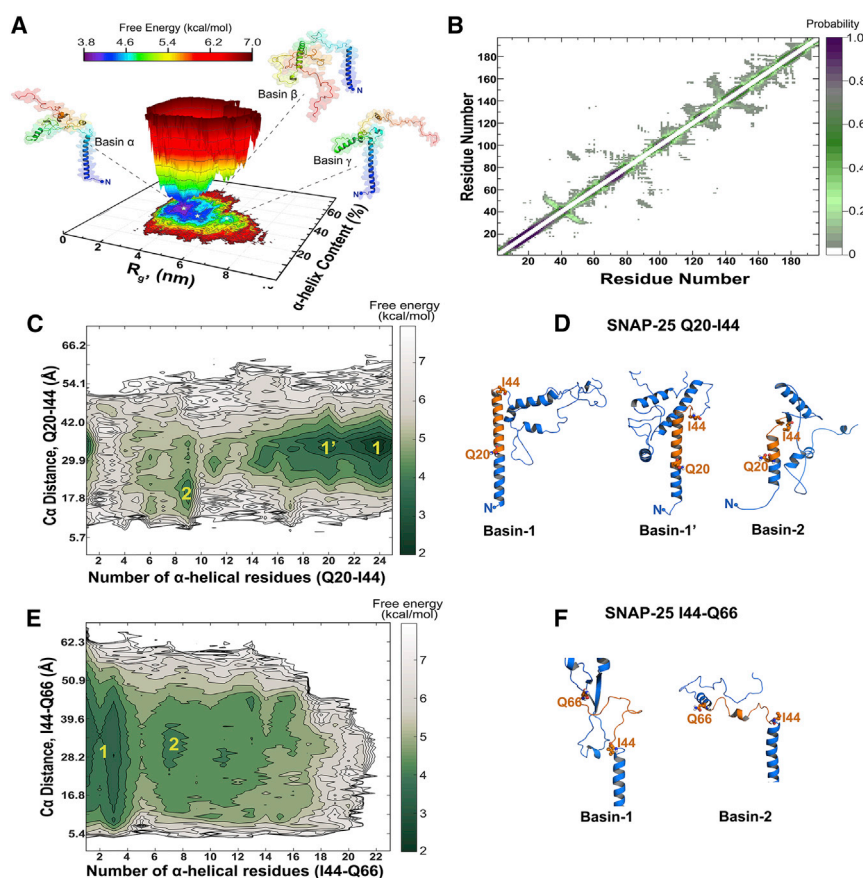 A
Free Energy (kcal/mol)
3.8 4.6 5.4 6.2 7.0
Basin β
N
Basin α
Basin γ
N
N
0 2 4 6 8
Rg, (nm)
20 40 60
α-helix Content (%)
B
Probability
1.0
0.8
0.6
0.4
0.2
0
Residue Number
180
160
140
120
100
80
60
40
20
20 40 60 80 100 120 140 160 180
Residue Number
C
Free energy
(kcal/mol)
Cα Distance, Q20-I44 (Å)
66.2
54.1
42.0
29.9
17.8
5.7
1' 1
2
7
6
5
4
3
2
2 4 6 8 10 12 14 16 18 20 22 24
Number of α-helical residues (Q20-I44)
D
SNAP-25 Q20-I44
I44
Q20
N
Basin-1
I44
Q20
N
Basin-1'
I44
Q20
N
Basin-2
E
Free energy
(kcal/mol)
Cα Distance, I44-Q66 (Å)
62.3
50.9
39.6
28.2
16.8
5.4
1 2
7
6
5
4
3
2
2 4 6 8 10 12 14 16 18 20 22
Number of α-helical residues (I44-Q66)
F
SNAP-25 I44-Q66
Q66
I44
Basin-1
Q66
I44
Basin-2